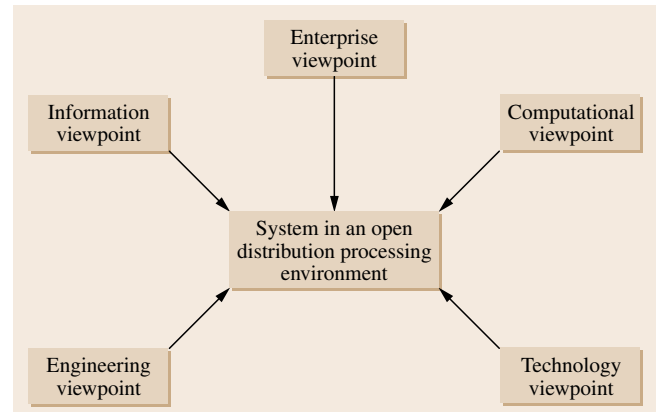 Enterprise
viewpoint
Information
viewpoint
Computational
viewpoint
System in an open
distribution processing
environment
Engineering
viewpoint
Technology
viewpoint